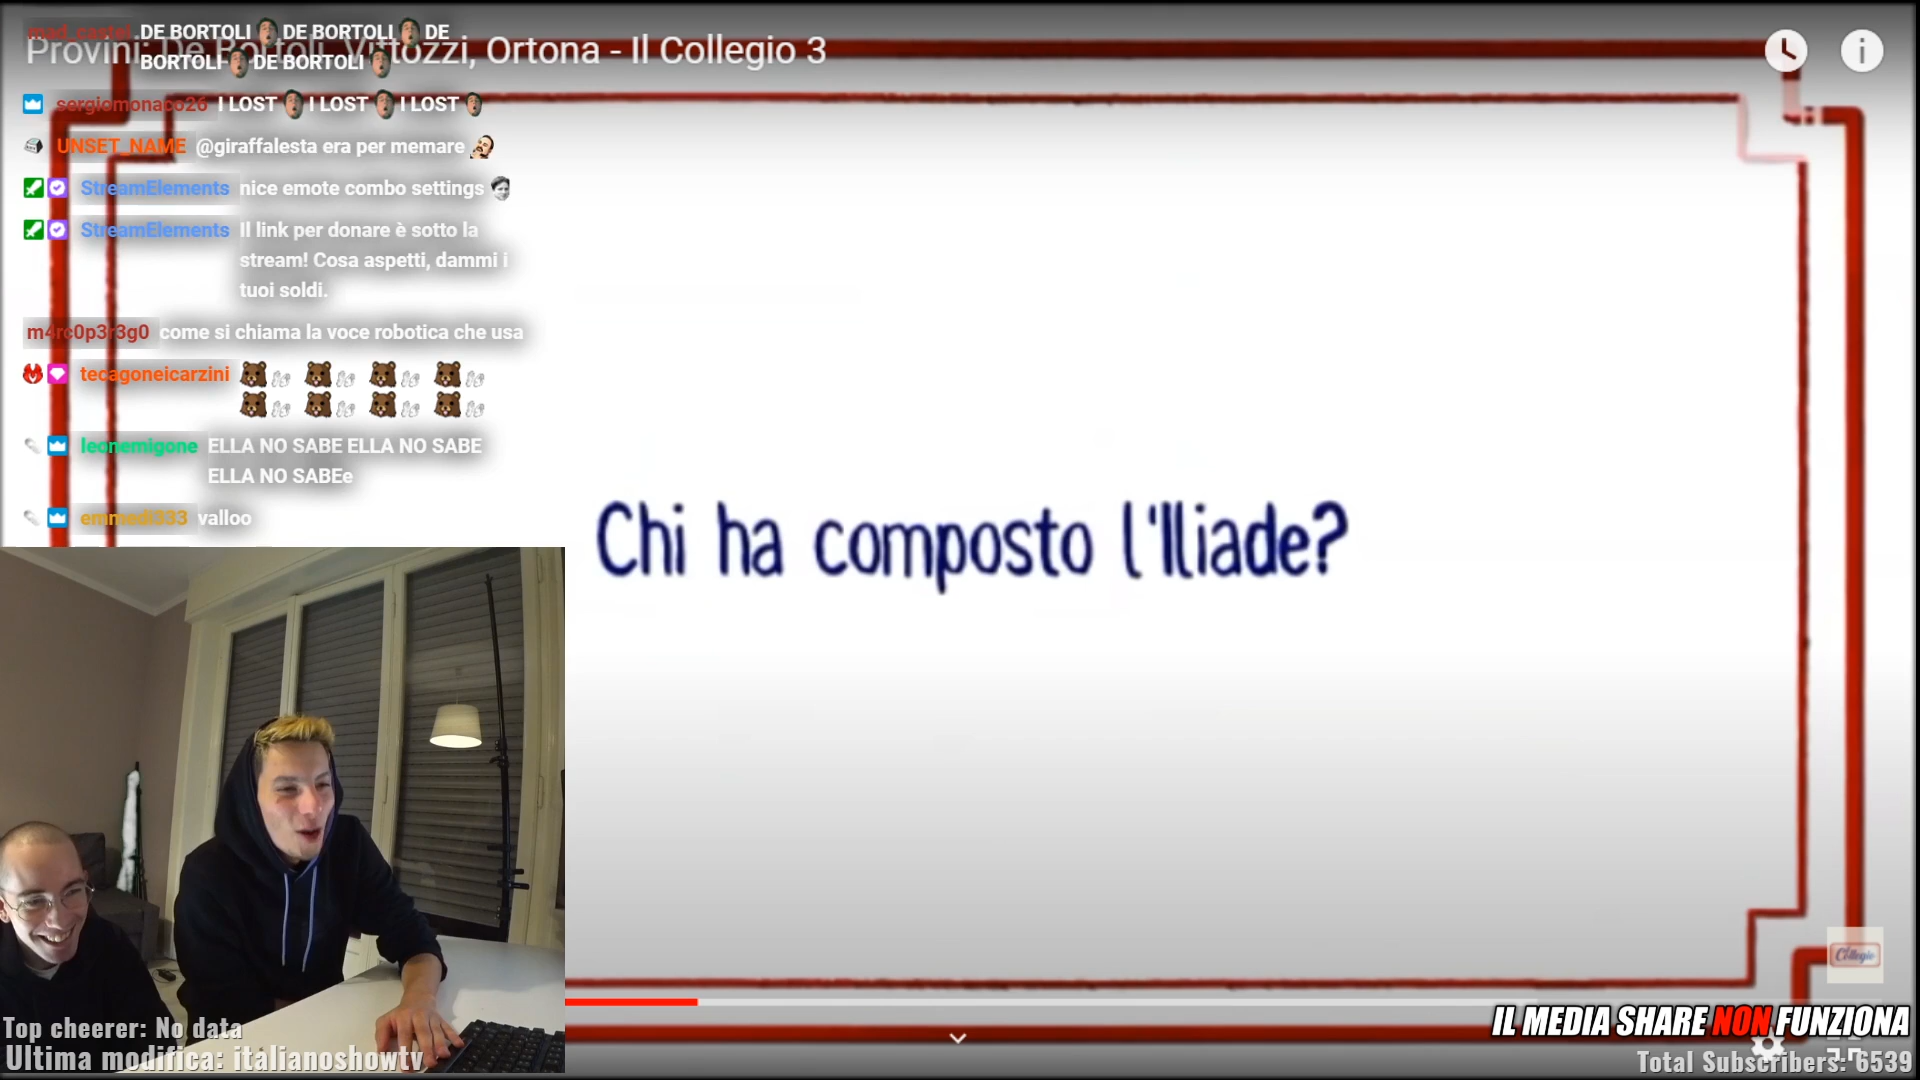 Provini: De Bortoli, Vittozzi, Ortona - Il Collegio 3
mad_castel DE BORTOLI DE BORTOLI DE
BORTOLI DE BORTOLI
sergiomonaco26 I LOST I LOST I LOST
UNSET_NAME @giraffalesta era per memare
StreamElements nice emote combo settings
StreamElements Il link per donare è sotto la
stream! Cosa aspetti, dammi i
tuoi soldi.
m4rc0p3r3g0 come si chiama la voce robotica che usa
tecagoneicarzini
leonemigone ELLA NO SABE ELLA NO SABE
ELLA NO SABEe
emmedi333 valloo
Chi ha composto l'Iliade?
Collegio
Top cheerer: No data
Ultima modifica: italianoshowtv
IL MEDIA SHARE NON FUNZIONA
Total Subscribers: 6539